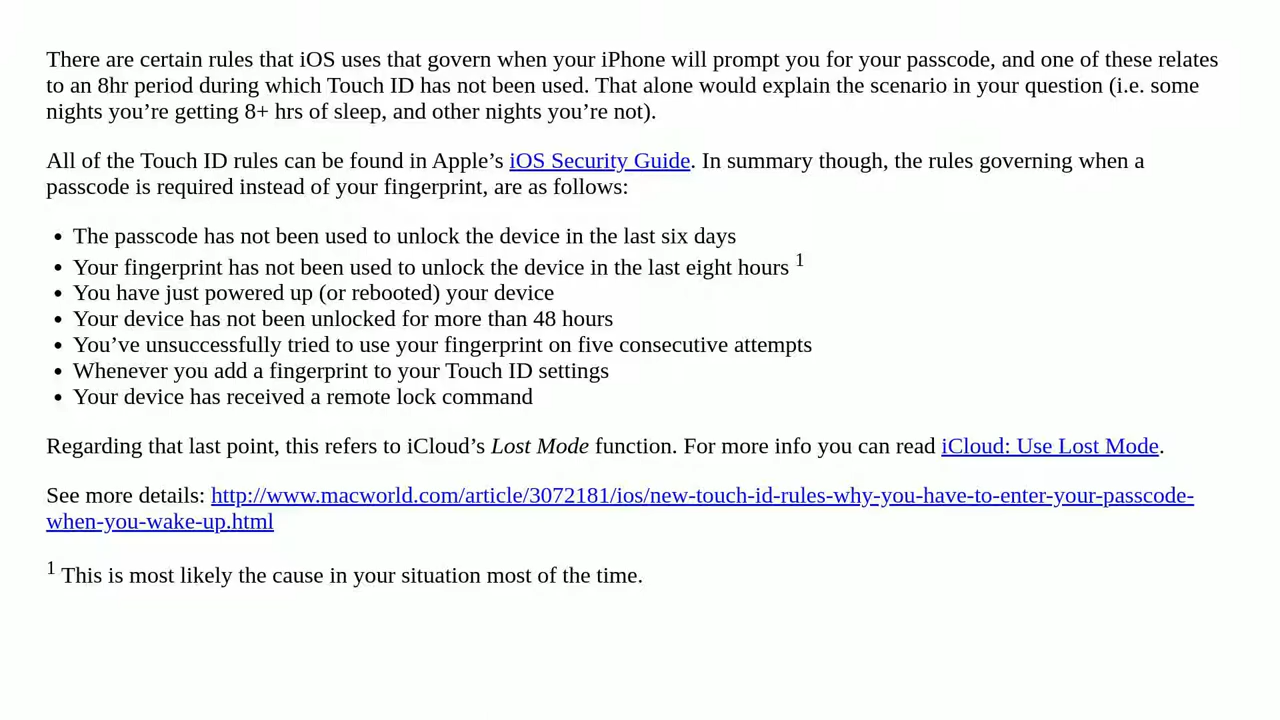 There are certain rules that iOS uses that govern when your iPhone will prompt you for your passcode, and one of these relates
to an 8hr period during which Touch ID has not been used. That alone would explain the scenario in your question (i.e. some
nights you’re getting 8+ hrs of sleep, and other nights you’re not).
All of the Touch ID rules can be found in Apple’s iOS Security Guide. In summary though, the rules governing when a
passcode is required instead of your fingerprint, are as follows:
• The passcode has not been used to unlock the device in the last six days
• Your fingerprint has not been used to unlock the device in the last eight hours 1
• You have just powered up (or rebooted) your device
• Your device has not been unlocked for more than 48 hours
• You’ve unsuccessfully tried to use your fingerprint on five consecutive attempts
• Whenever you add a fingerprint to your Touch ID settings
• Your device has received a remote lock command
Regarding that last point, this refers to iCloud’s Lost Mode function. For more info you can read iCloud: Use Lost Mode.
See more details: http://www.macworld.com/article/3072181/ios/new-touch-id-rules-why-you-have-to-enter-your-passcode-
when-you-wake-up.html
1 This is most likely the cause in your situation most of the time.